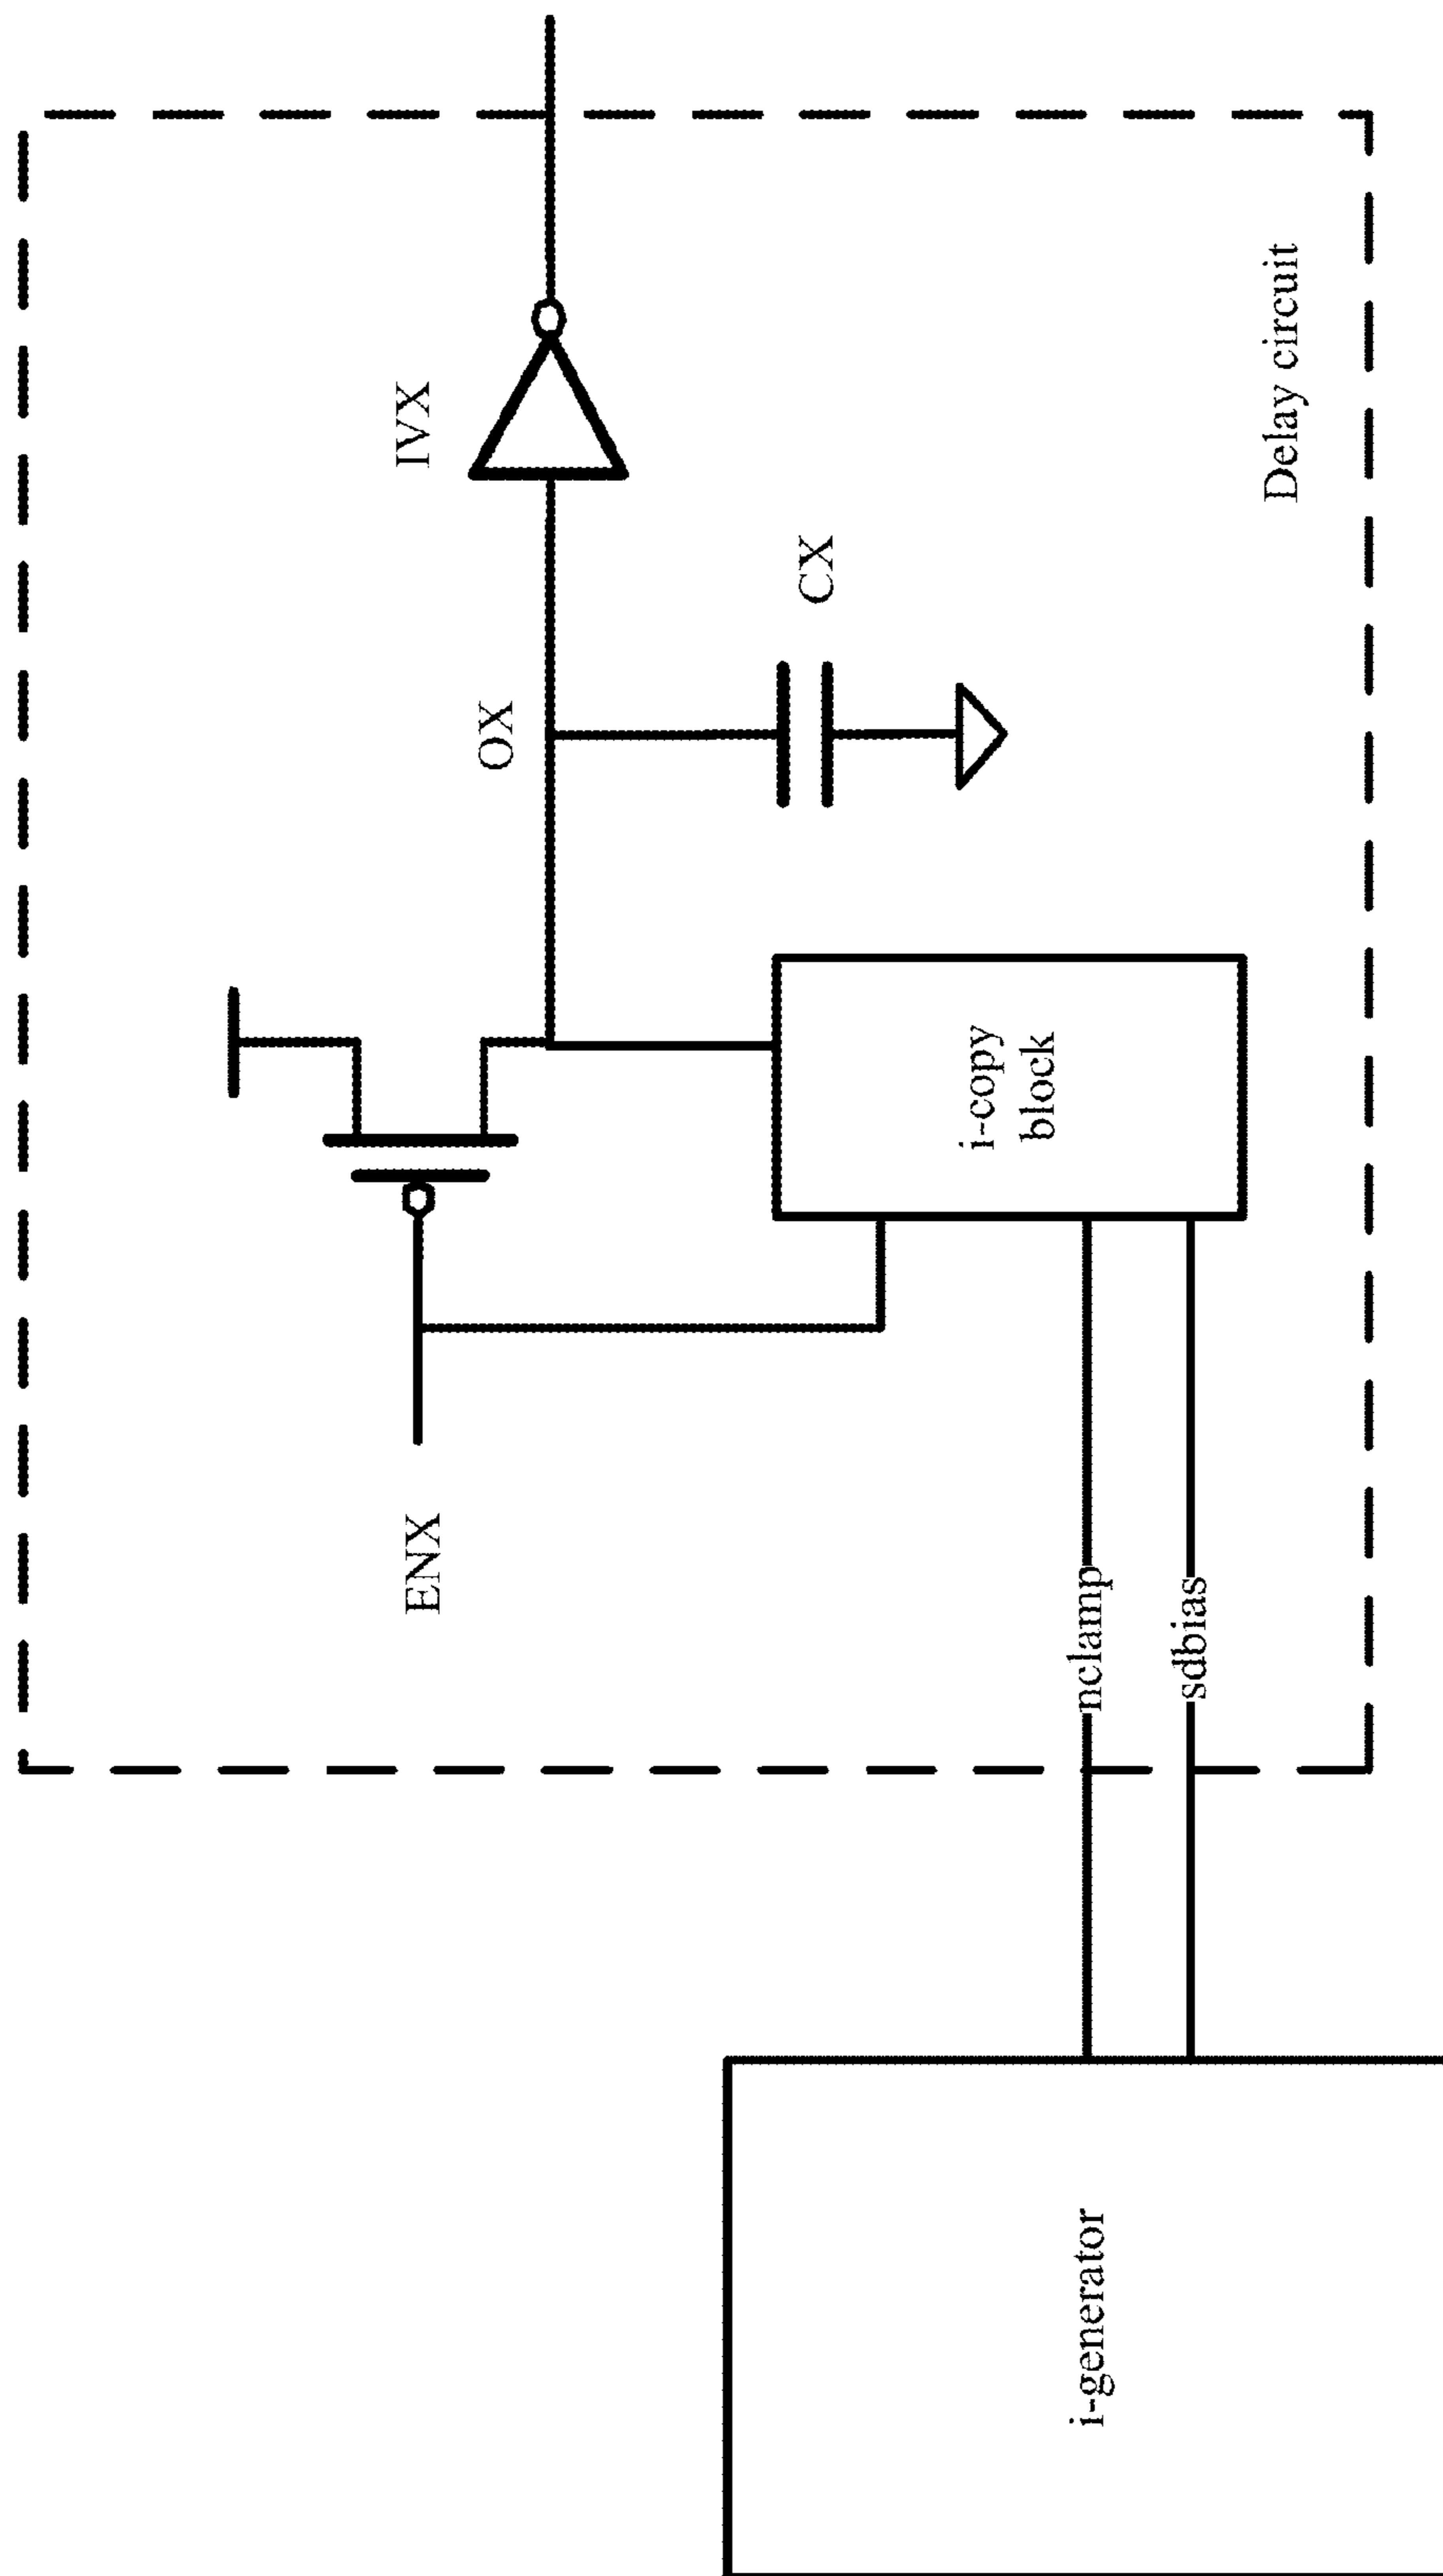 IVX
OX
ENX
CX
i-copy
block
nclamp
sdbias
i-generator
Delay circuit